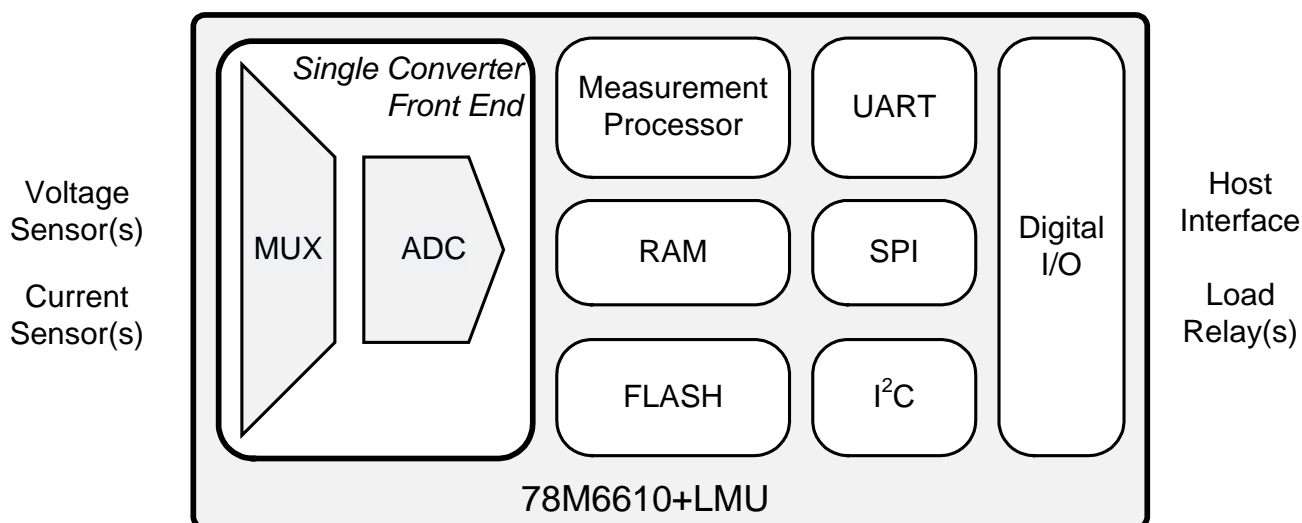 Single Converter
Front End
Measurement
Processor
UART
Voltage
Sensor(s)
Host
Interface
MUX
ADC
RAM
SPI
Digital
I/O
Current
Sensor(s)
Load
Relay(s)
FLASH
I²C
78M6610+LMU